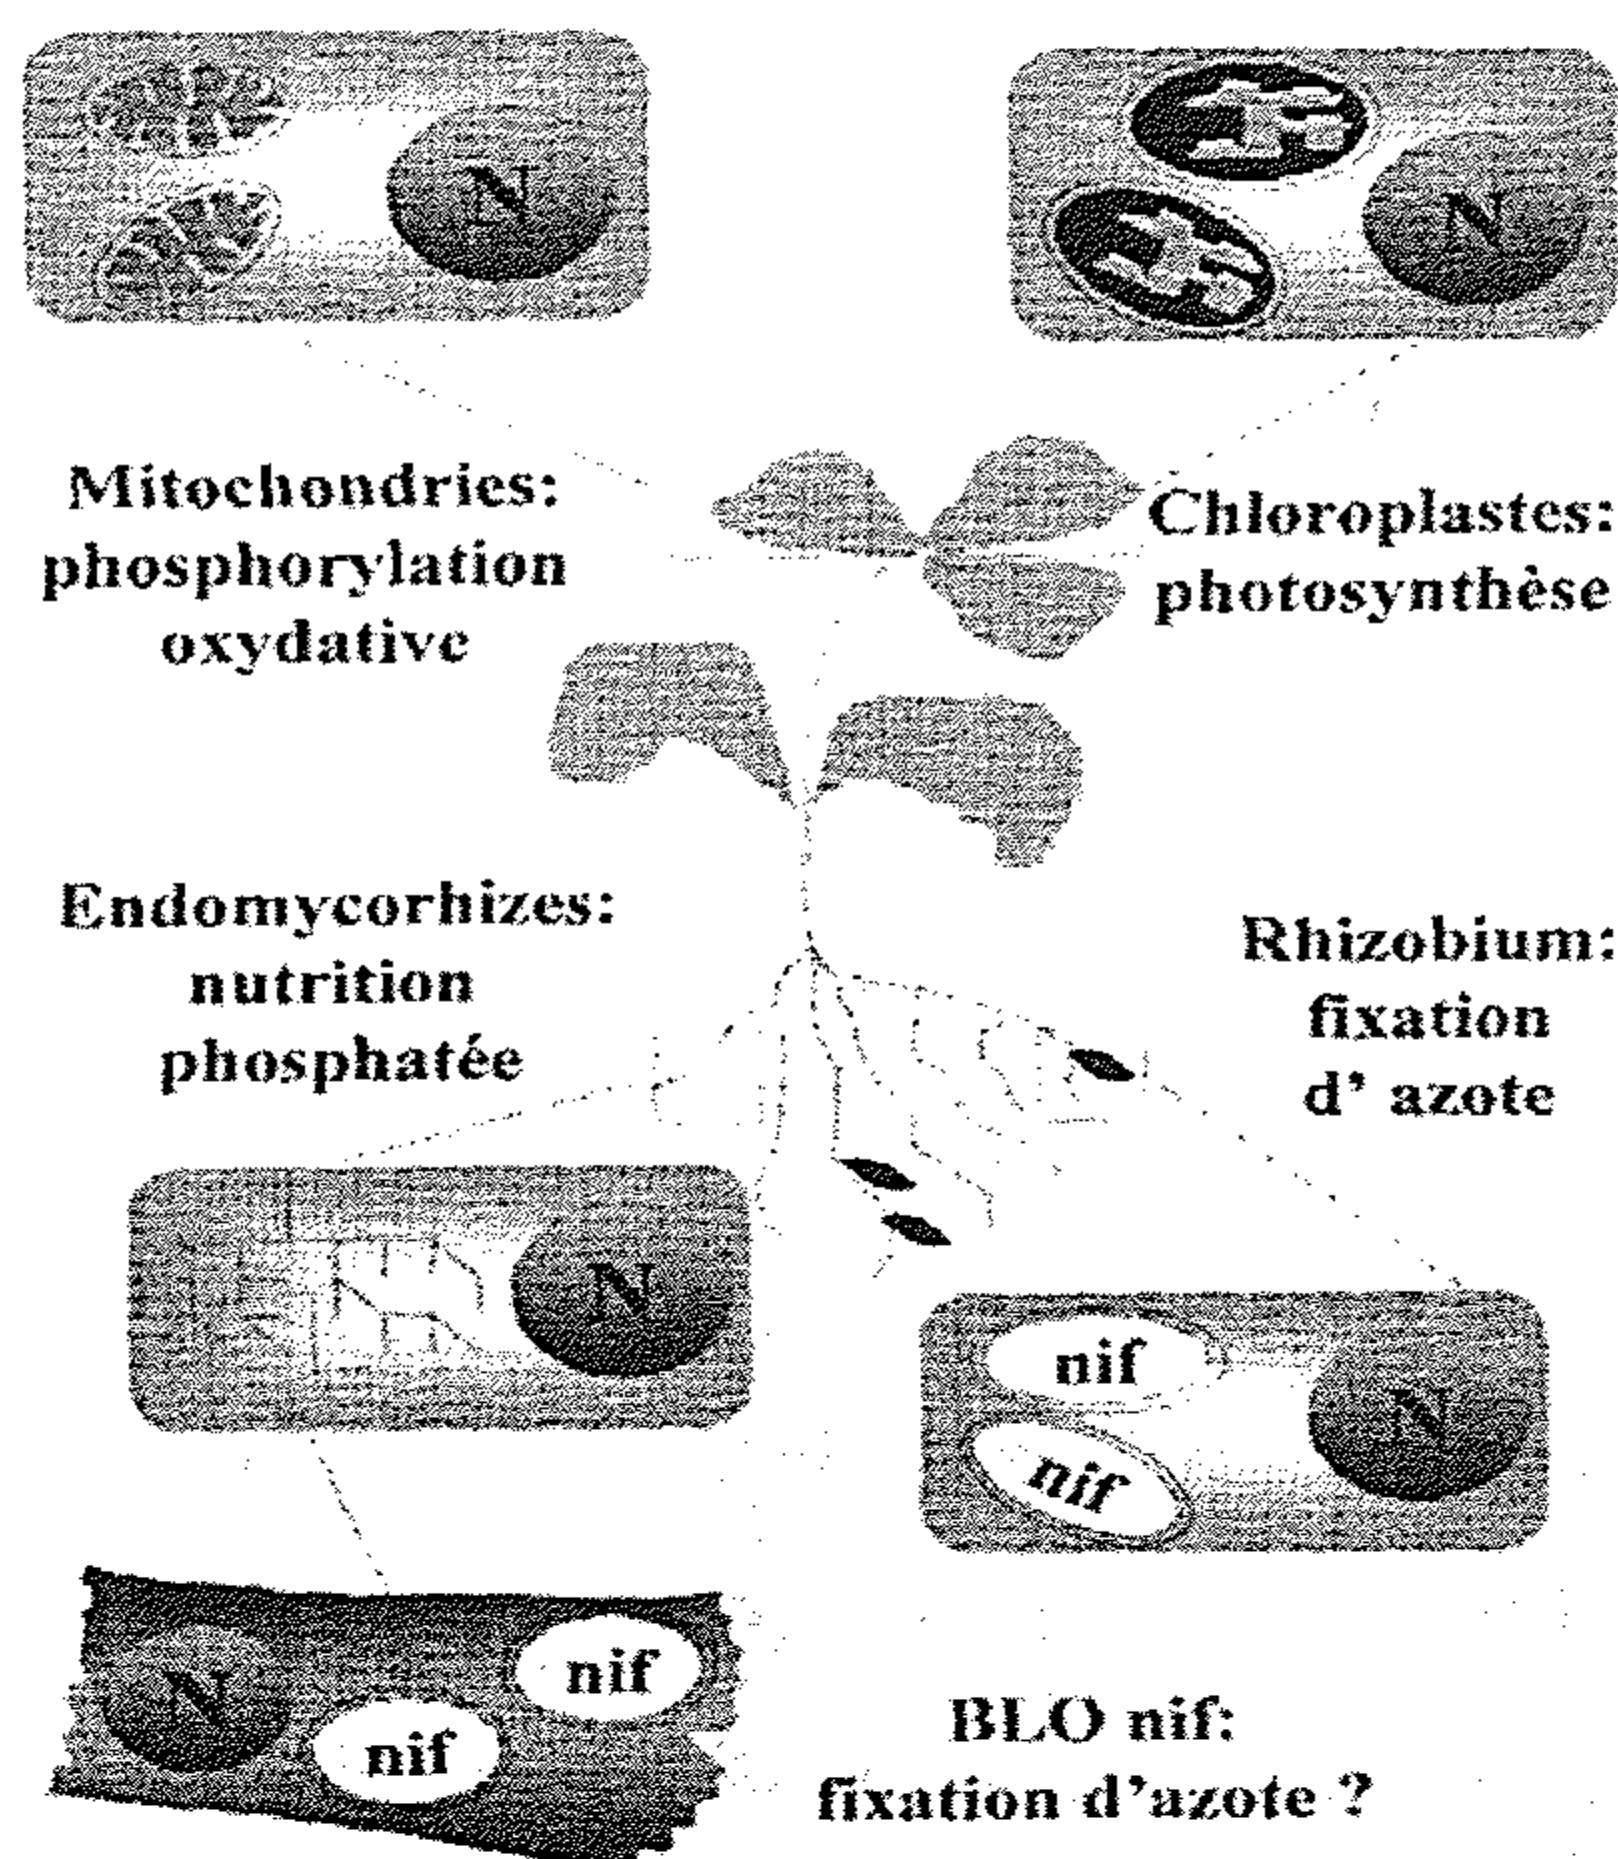 N
N
Mitochondries:
phosphorylation
oxydative
Chloroplastes:
photosynthèse
Endomycorhizes:
nutrition
phosphatée
Rhizobium:
fixation
d' azote
N
nif
nif
N
N
nif
nif
BLO nif:
fixation d'azote ?